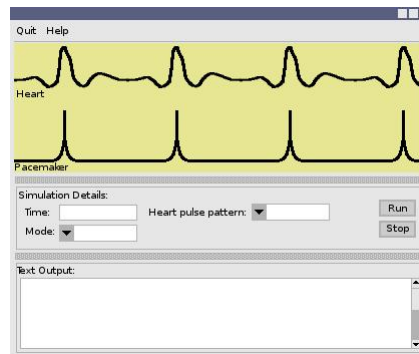 Quit Help
Heart
Pacemaker
Simulation Details:
Time: Heart pulse pattern: Run
Mode: Stop
Text Output: